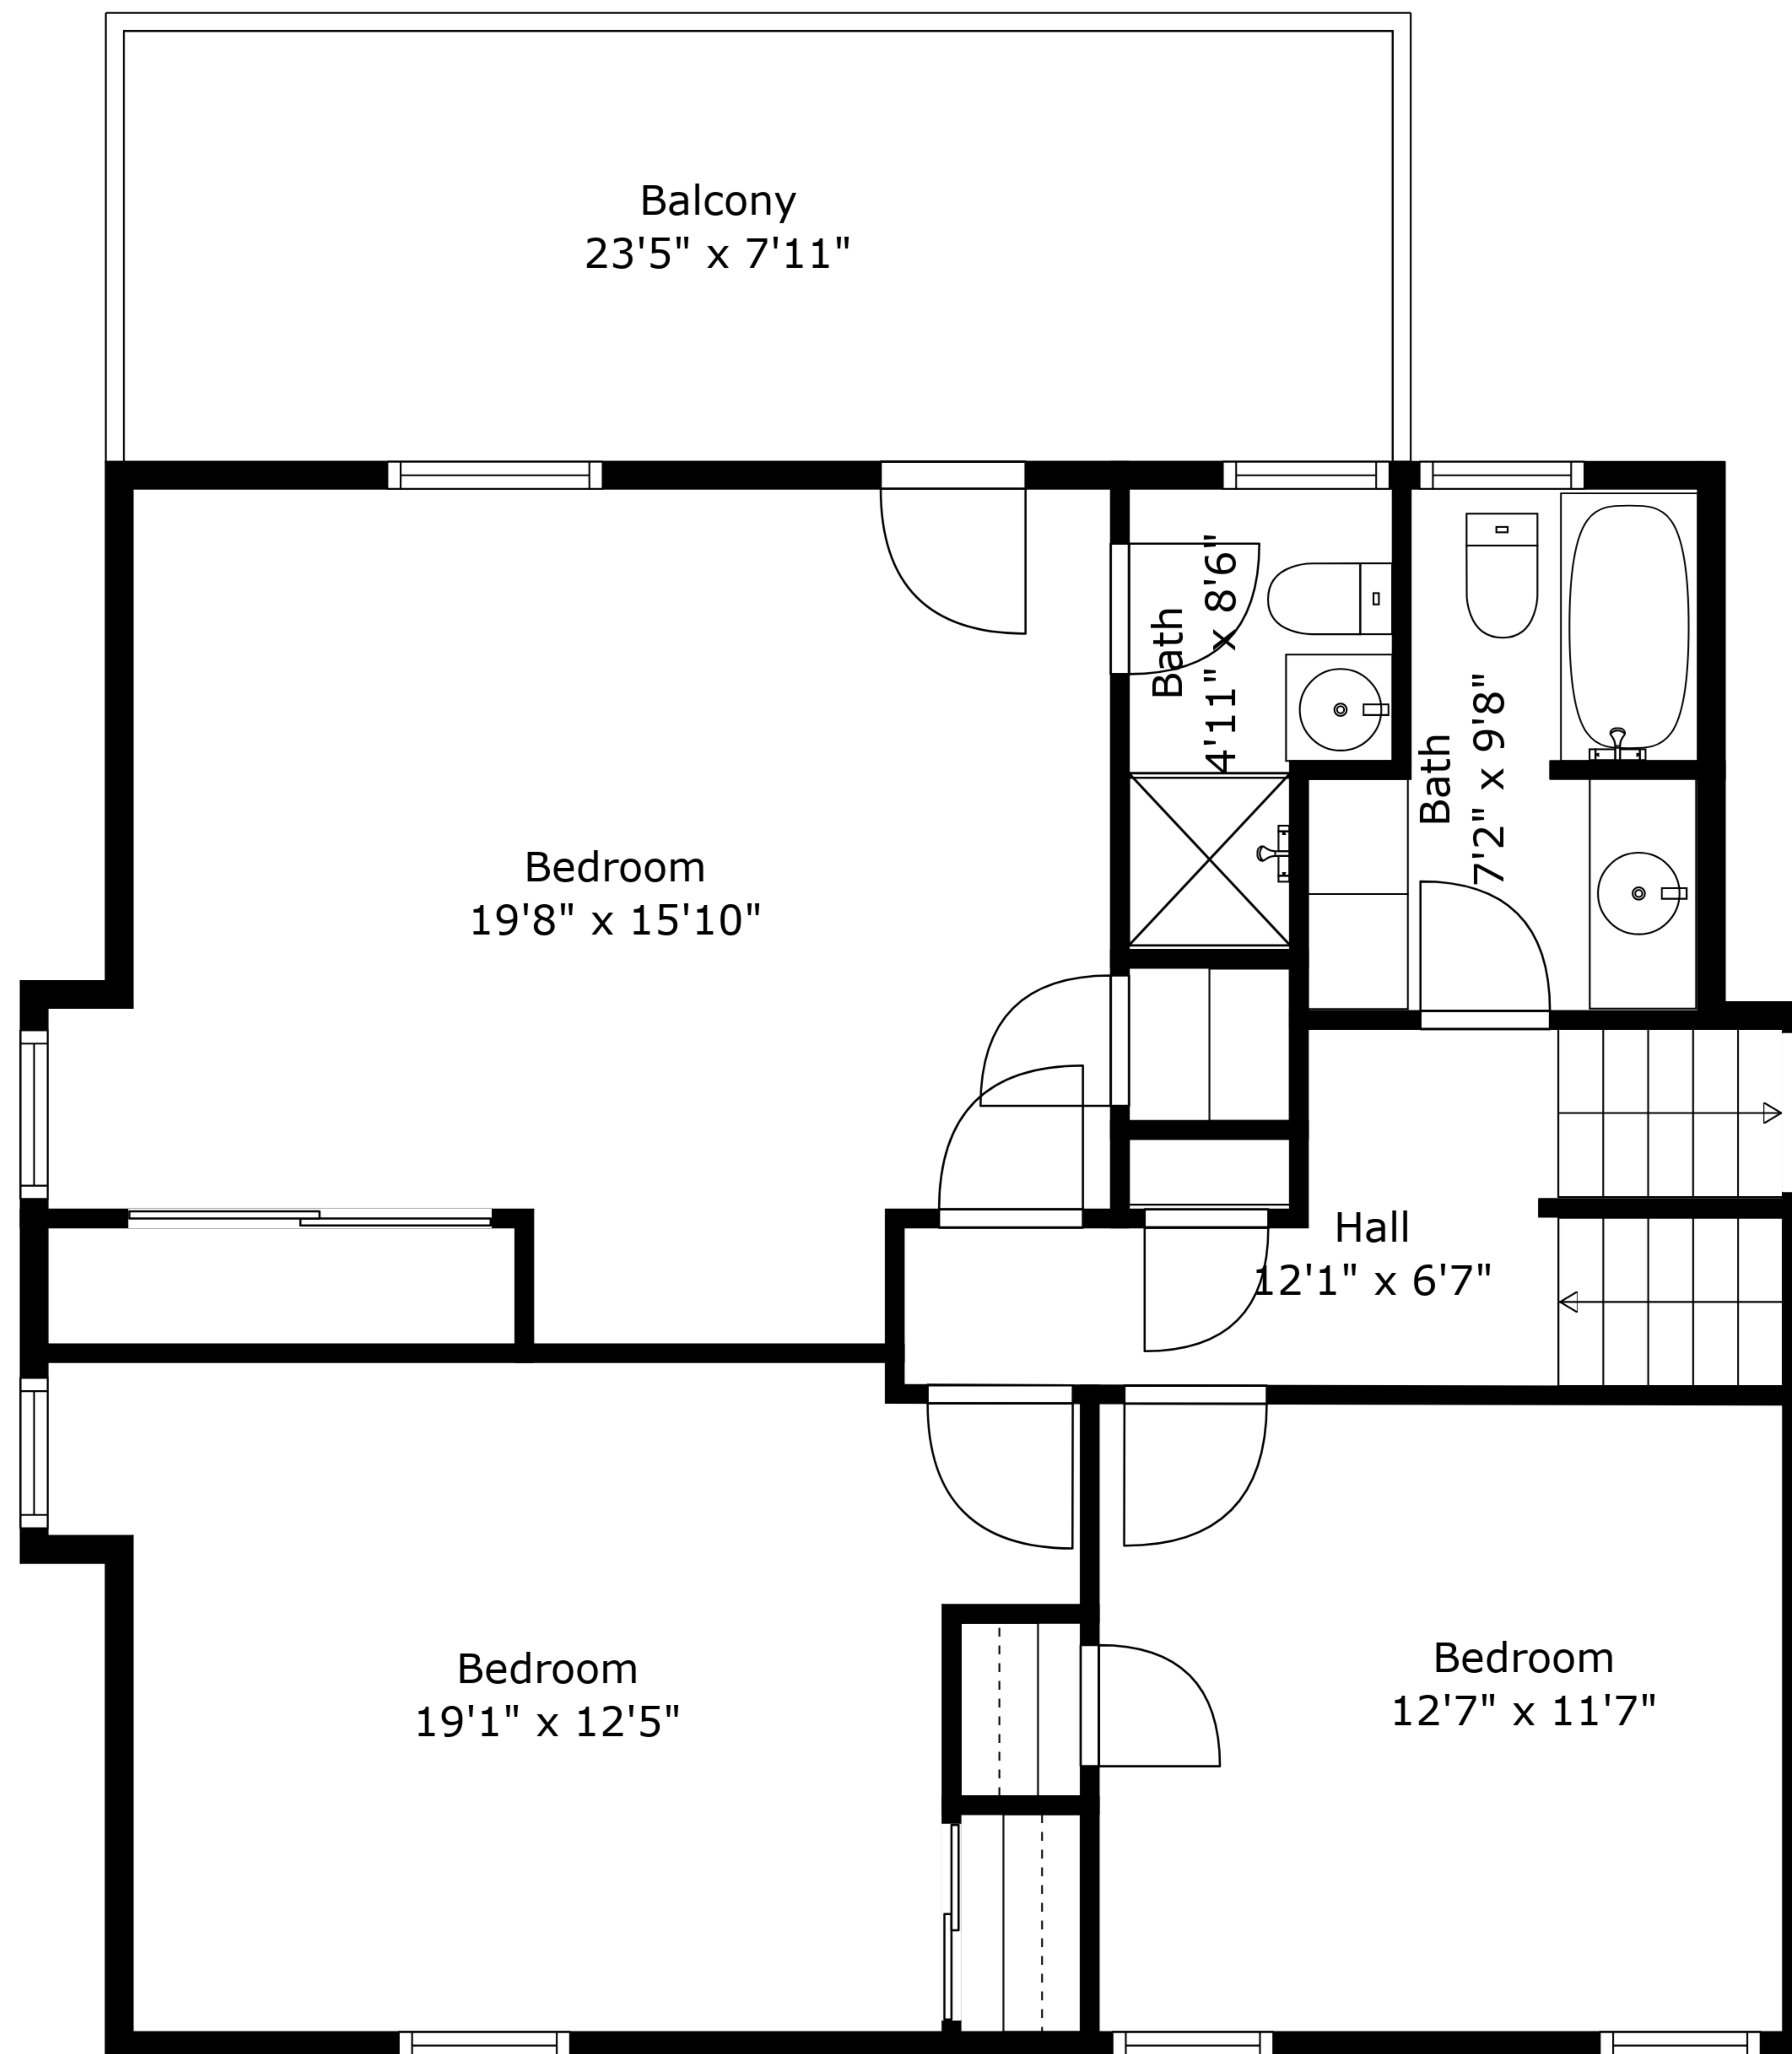 Balcony
23'5" x 7'11"
Bath
4'11" x 8'6"
Bath
7'2" x 9'8"
Bedroom
19'8" x 15'10"
Hall
12'1" x 6'7"
Bedroom
19'1" x 12'5"
Bedroom
12'7" x 11'7"